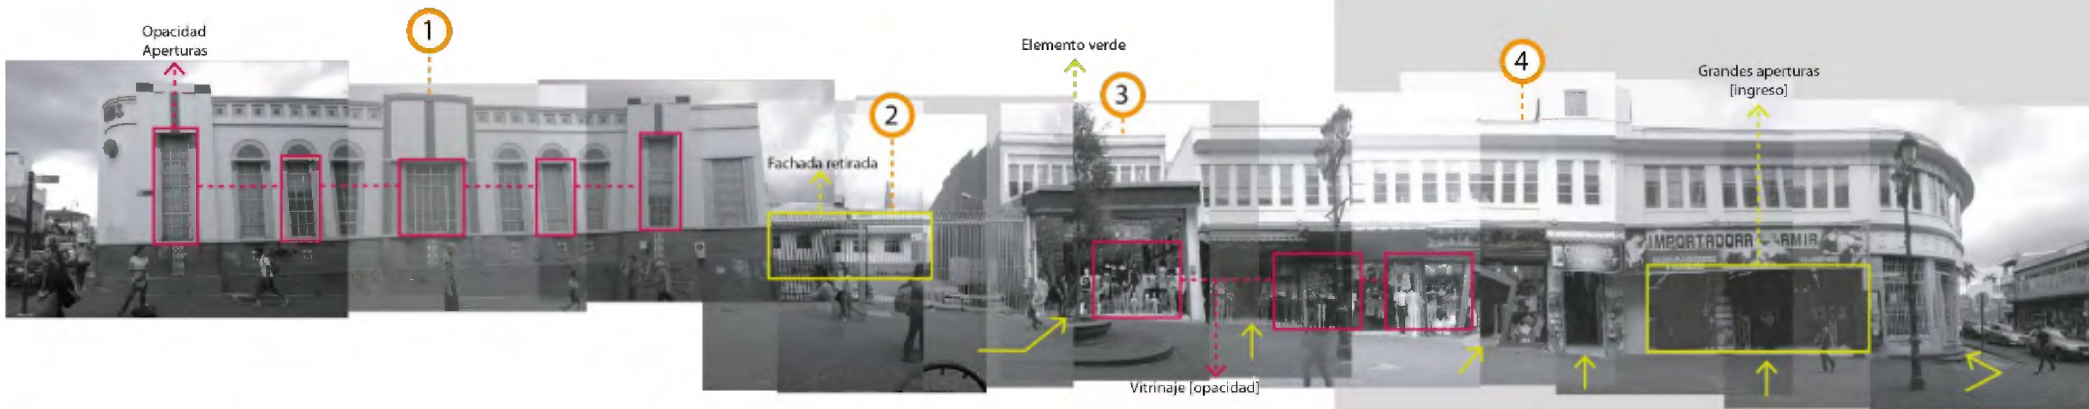 Opacidad
Aperturas
1
2
Fachada retirada
Elemento verde
3
4
Grandes aperturas
[ingreso]
IMPORTADORA
Vitrinaje [opacidad]